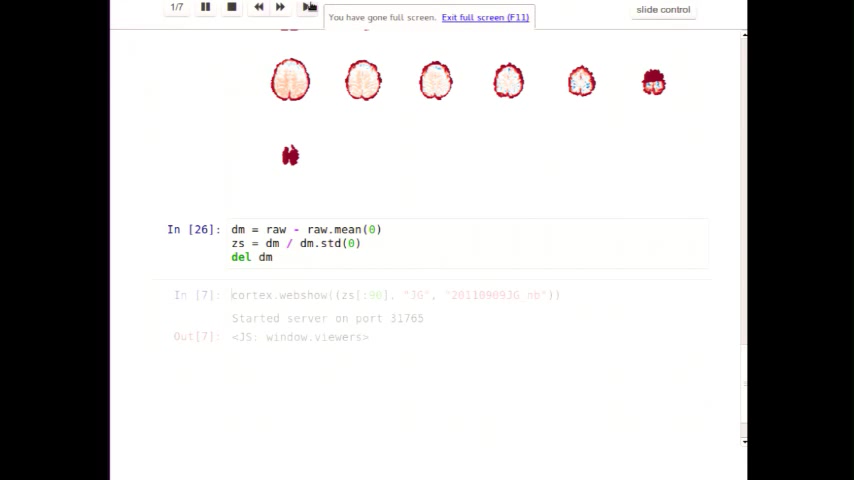 1/7
You have gone full screen. Exit full screen (F11)
slide control
In [26]: dm = raw - raw.mean(0)
zs = dm / dm.std(0)
del dm
In [7]: cortex.webshow((zs[:90], "JG", "20110909JG_nb"))
Started server on port 31765
Out[7]: <JS: window.viewers>